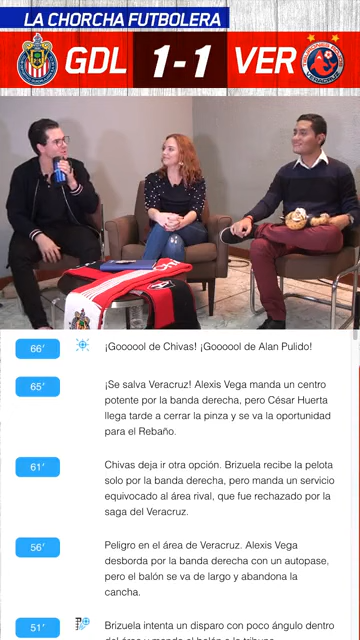 LA CHORCHA FUTBOLERA
GDL 1-1 VER
66' ¡Goooool de Chivas! ¡Goooool de Alan Pulido!
65' ¡Se salva Veracruz! Alexis Vega manda un centro
potente por la banda derecha, pero César Huerta
llega tarde a cerrar la pinza y se va la oportunidad
para el Rebaño.
61' Chivas deja ir otra opción. Brizuela recibe la pelota
solo por la banda derecha, pero manda un servicio
equivocado al área rival, que fue rechazado por la
saga del Veracruz.
56' Peligro en el área de Veracruz. Alexis Vega
desborda por la banda derecha con un autopase,
pero el balón se va de largo y abandona la
cancha.
51' Brizuela intenta un disparo con poco ángulo dentro